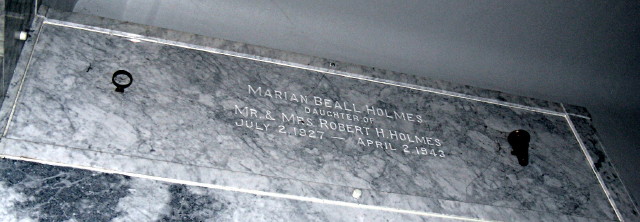 MARIAN BEALL HOLMES
DAUGHTER OF
MR. & MRS. ROBERT H. HOLMES
JULY 2, 1927 — APRIL 2, 1943